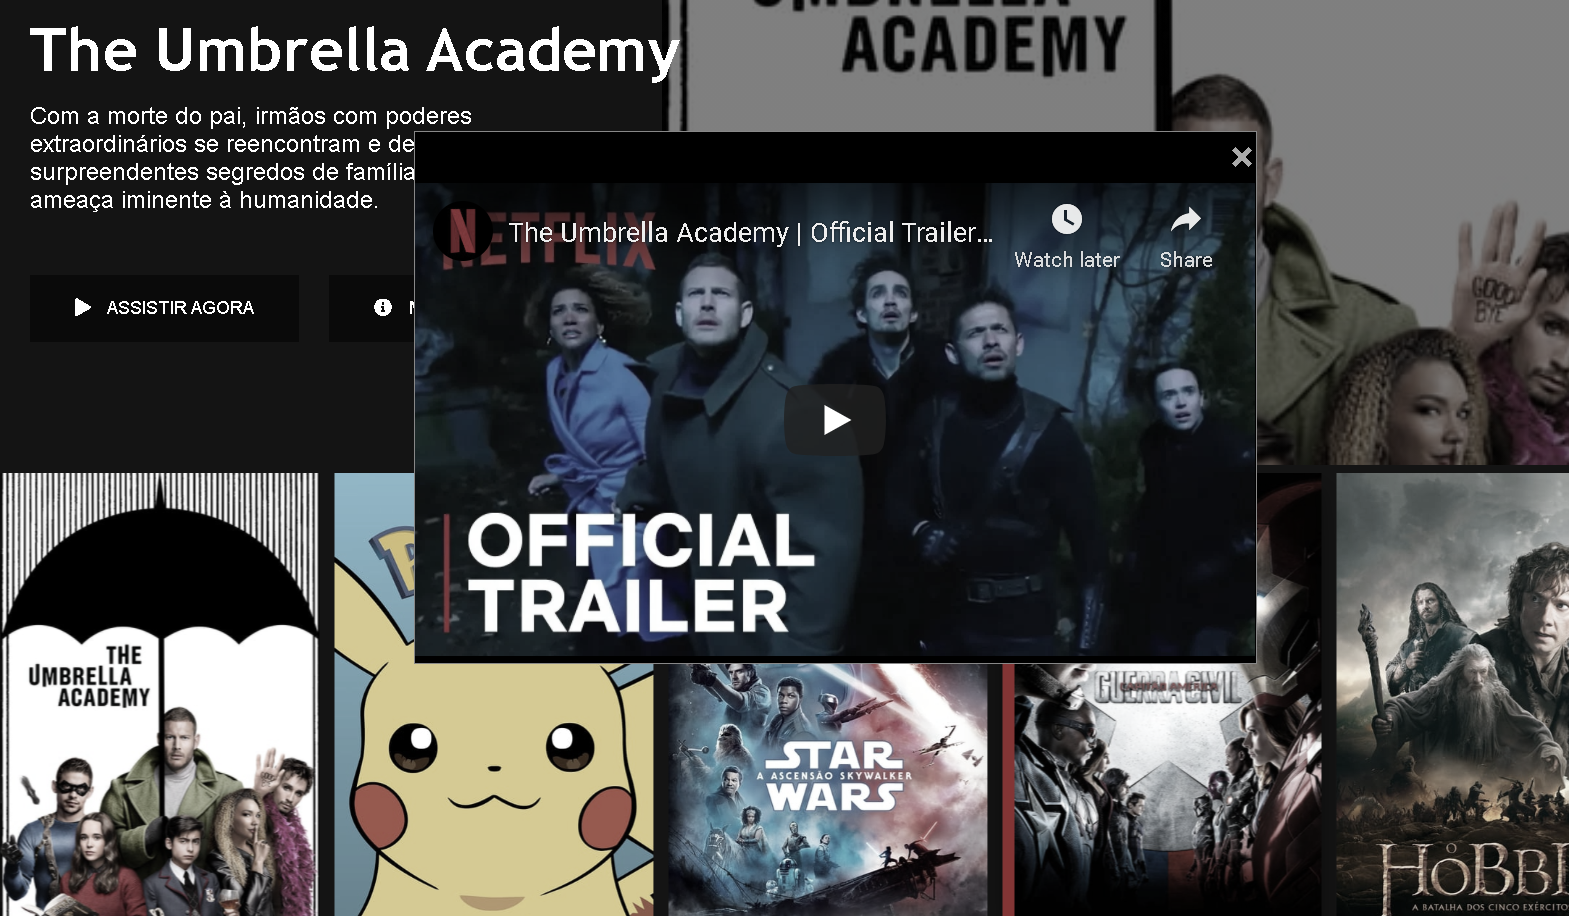 The Umbrella Academy
Com a morte do pai, irmãos com poderes
extraordinários se reencontram e de
surpreendentes segredos de família
ameaça iminente à humanidade.
ASSISTIR AGORA
ACADEMY
GOOD
BYE
NETFLIX
N
The Umbrella Academy | Official Trailer...
Watch later
Share
OFFICIAL
TRAILER
THE
UMBRELLA
ACADEMY
STAR
A ASCENSÃO SKYWALKER
WARS
CAPITÃO AMÉRICA
GUERRA CIVIL
O
HOBBI
A BATALHA DOS CINCO EXÉRCITO